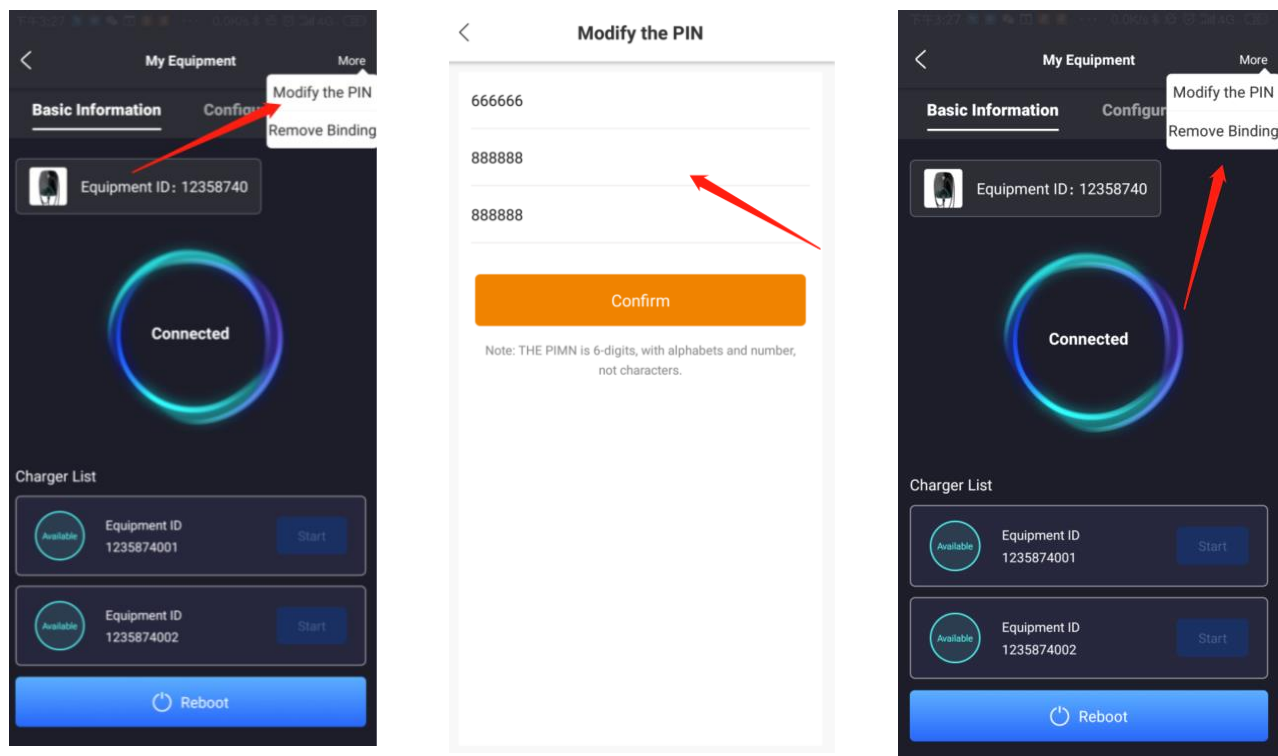 My Equipment
More
Modify the PIN
Basic Information
Remove Binding
Equipment ID: 12358740
Connected
Charger List
Equipment ID
Available
Start
1235874001
Equipment ID
Available
Start
1235874002
Reboot
Modify the PIN
666666
888888
888888
Confirm
Note: THE PIMN is 6-digits, with alphabets and number,
not characters.
My Equipment
More
Modify the PIN
Basic Information
Configur
Remove Binding
Equipment ID: 12358740
Connected
Charger List
Equipment ID
Available
Start
1235874001
Equipment ID
Available
Start
1235874002
Reboot